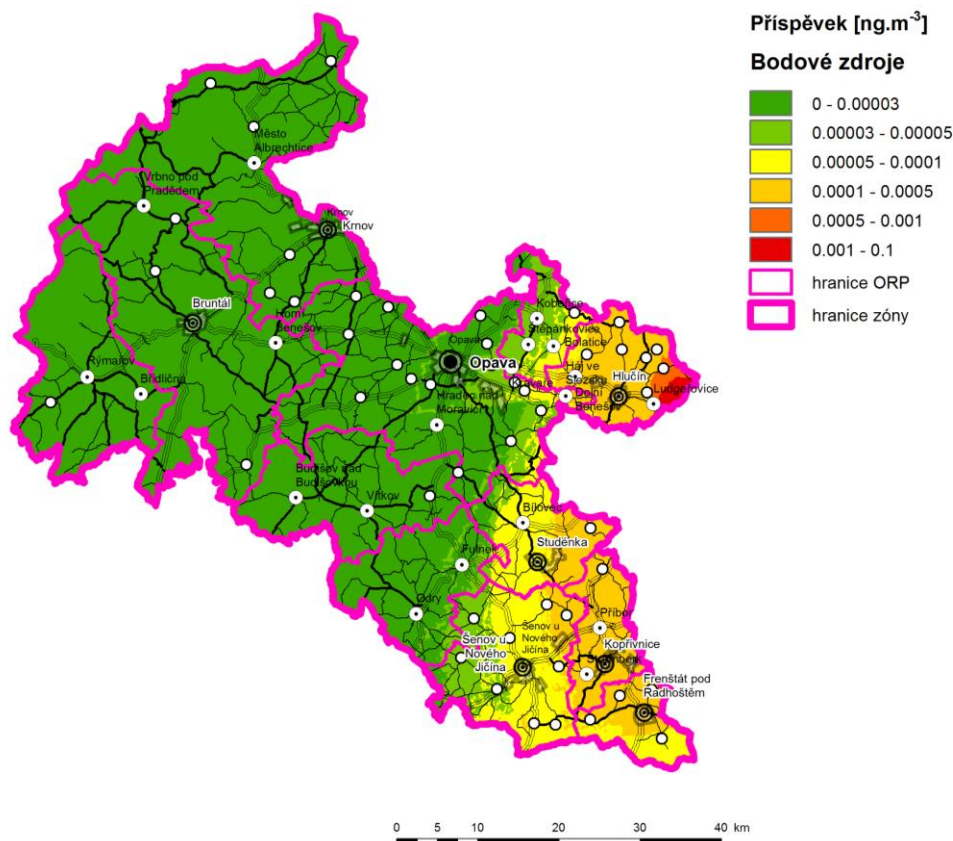 Příspěvek [ng.m-3]
Bodové zdroje
0 - 0.00003
0.00003 - 0.00005
0.00005 - 0.0001
0.0001 - 0.0005
0.0005 - 0.001
0.001 - 0.1
hranice ORP
hranice zóny
Město
Albrechtice
Vrbno pod
Pradědem
Krnov
Krnov
Bruntál
Horní
Benešov
Rýmařov
Břidličná
Kobeřice
Štěpánkovice
Bolatice
Opava
Opava
Háj ve
Slezsku
Hlučín
Kravaře
Dolní
Benešov
Ludgeřovice
Hradec nad
Moravicí
Budišov nad
Budišovkou
Vítkov
Bílovec
Studénka
Fulnek
Odry
Příbor
Šenov u
Nového
Jičína
Šenov u
Nového
Jičína
Kopřivnice
Frenštát pod
Radhoštěm
0 5 10 20 30 40 km